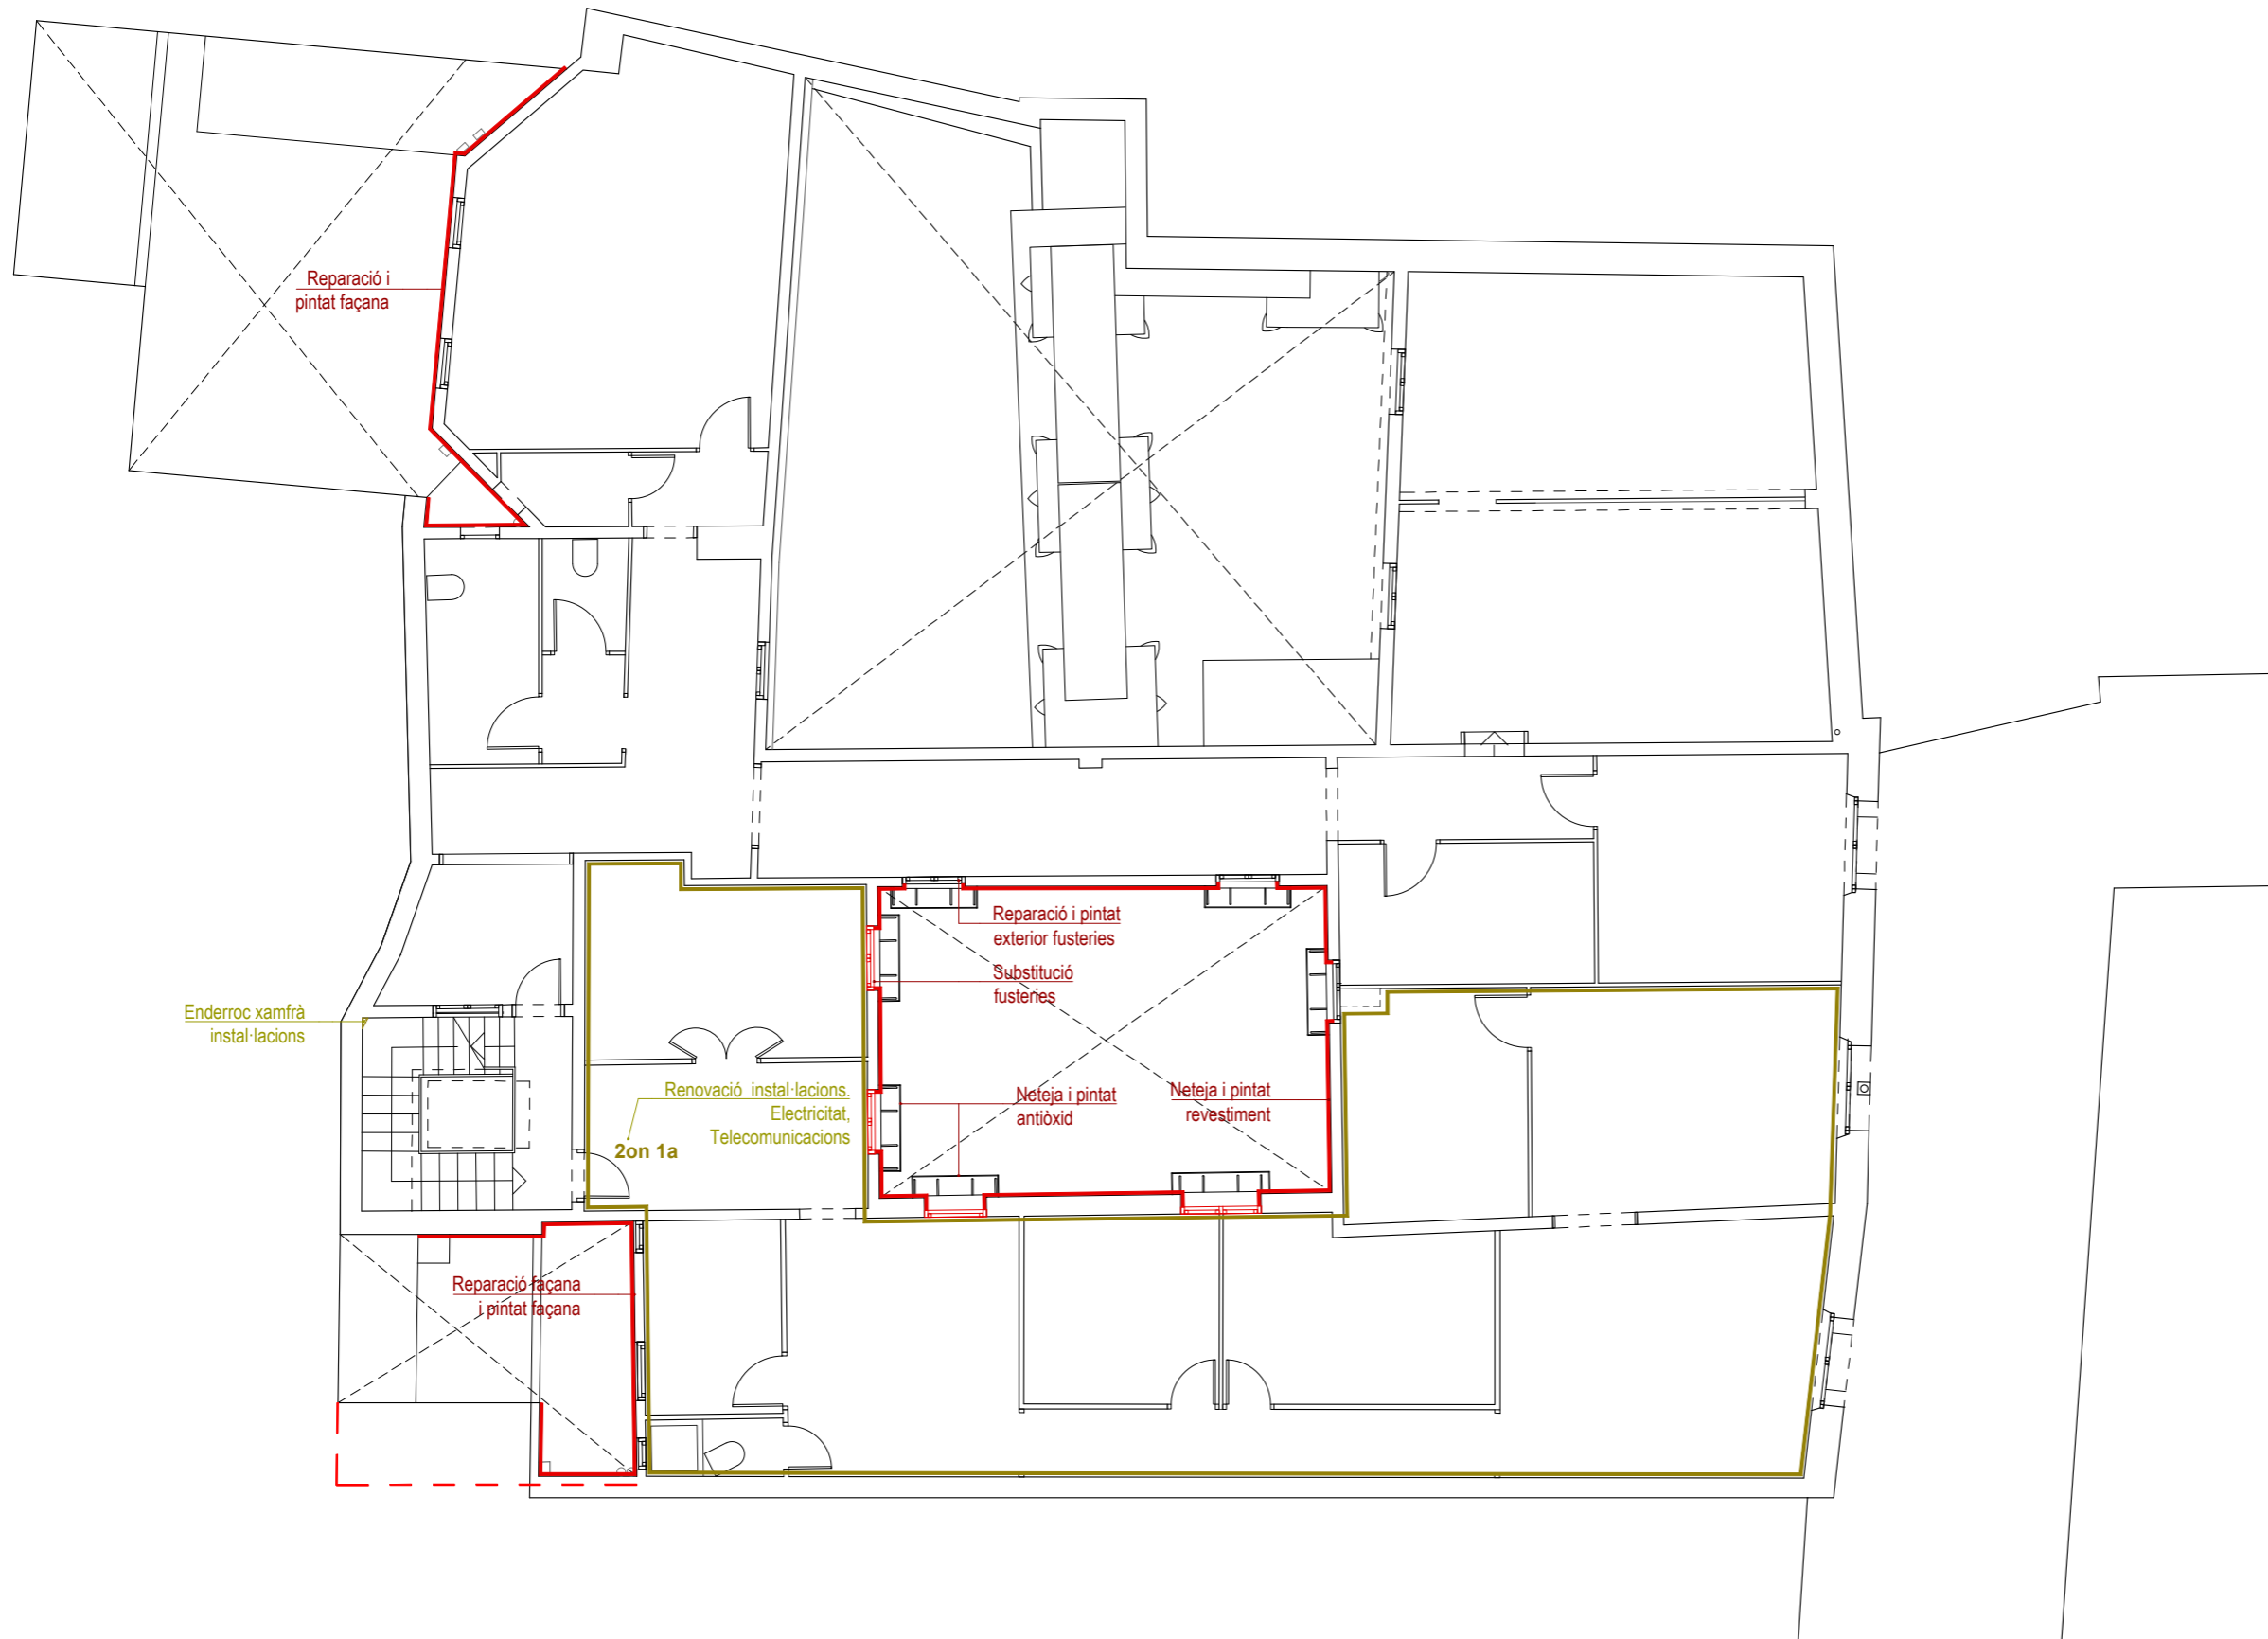 Reparació i
pintat façana
Reparació i pintat
exterior fusteries
Substitució
fusteries
Enderroc xamfrà
instal·lacions
Renovació instal·lacions.
Electricitat,
Telecomunicacions
2on 1a
Neteja i pintat
antiòxid
Neteja i pintat
revestiment
Reparació façana
i pintat façana